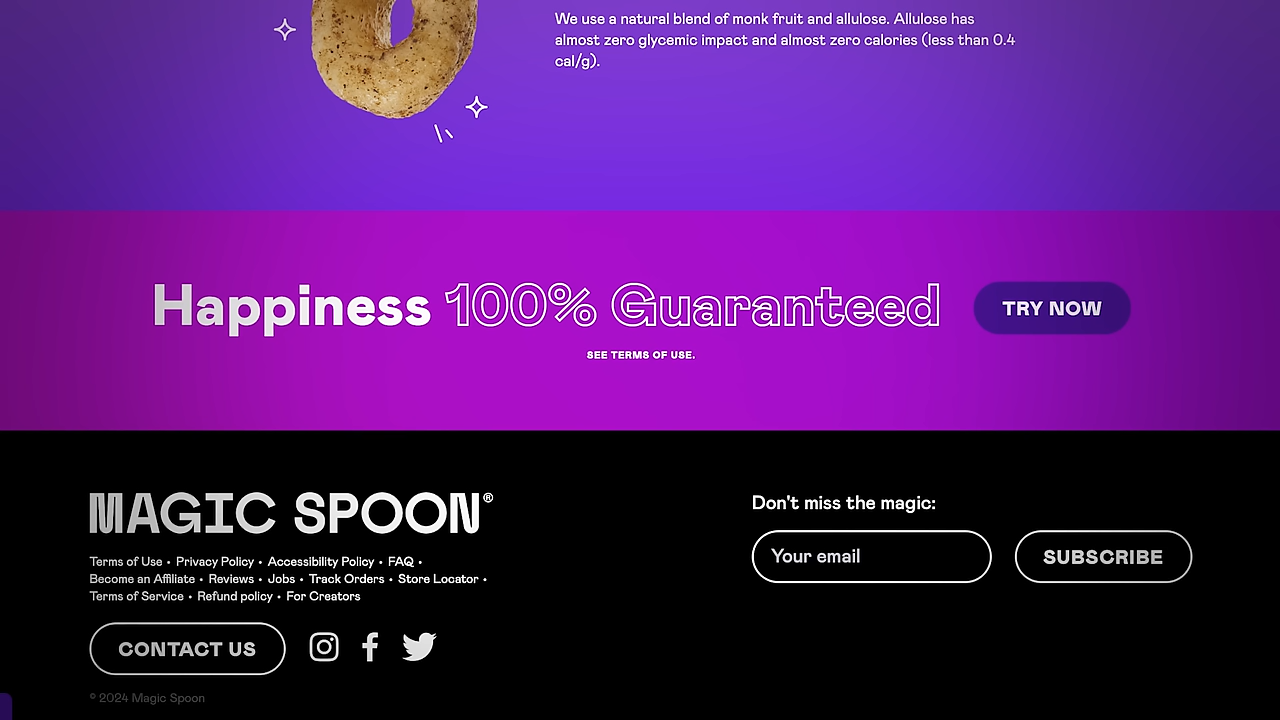 We use a natural blend of monk fruit and allulose. Allulose has
almost zero glycemic impact and almost zero calories (less than 0.4
cal/g).
Happiness 100% Guaranteed
TRY NOW
SEE TERMS OF USE.
MAGIC SPOON®
Terms of Use • Privacy Policy • Accessibility Policy • FAQ •
Become an Affiliate • Reviews • Jobs • Track Orders • Store Locator •
Terms of Service • Refund policy • For Creators
CONTACT US
© 2024 Magic Spoon
Don't miss the magic:
Your email
SUBSCRIBE